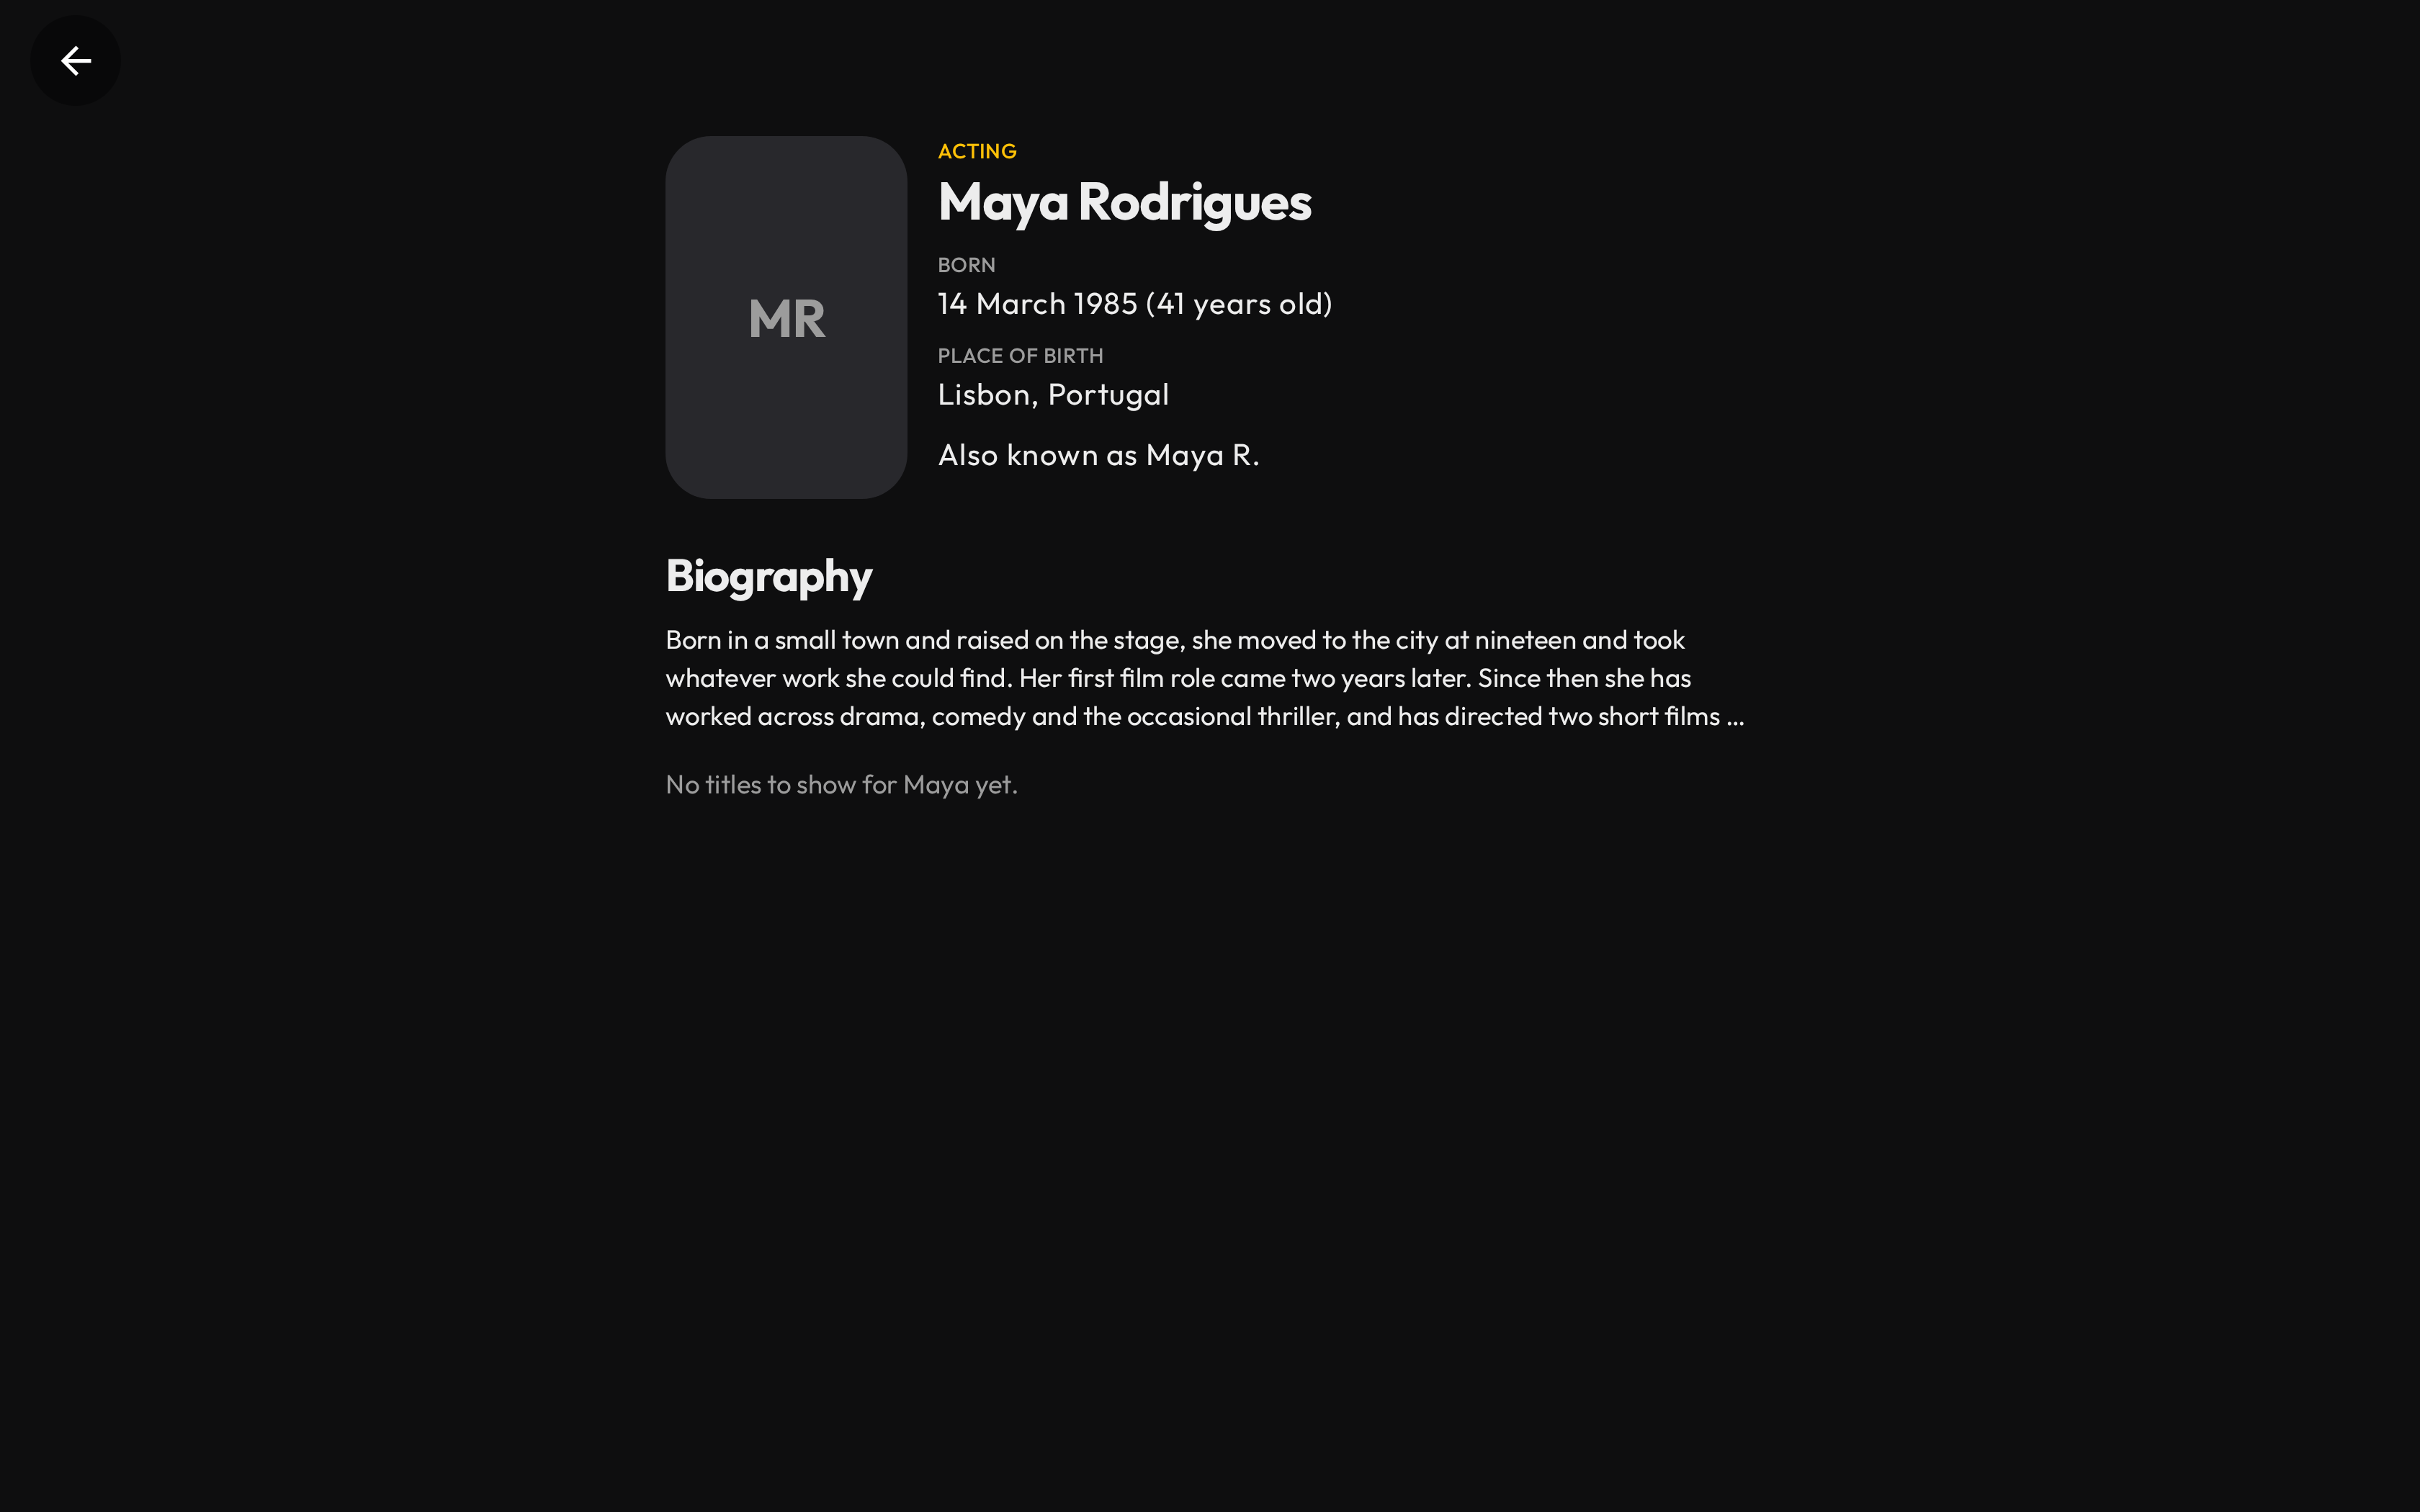 ACTING
Maya Rodrigues
BORN
14 March 1985 (41 years old)
PLACE OF BIRTH
Lisbon, Portugal
Also known as Maya R.
MR
Biography
Born in a small town and raised on the stage, she moved to the city at nineteen and took
whatever work she could find. Her first film role came two years later. Since then she has
worked across drama, comedy and the occasional thriller, and has directed two short films ...
No titles to show for Maya yet.